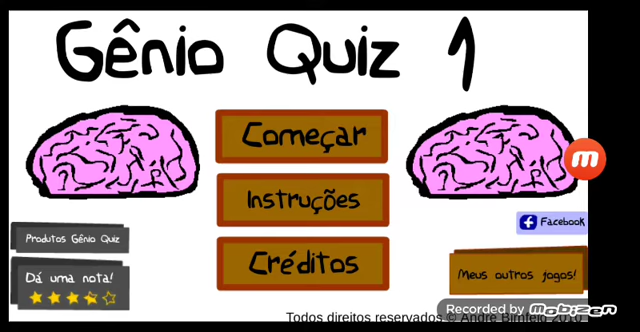 Gênio Quiz 1
Começar
Instruções
Créditos
Facebook
Produtos Gênio Quiz
Dá uma nota!
Meus outros jogos!
Recorded by Mobizen
Todos direitos reservados © André